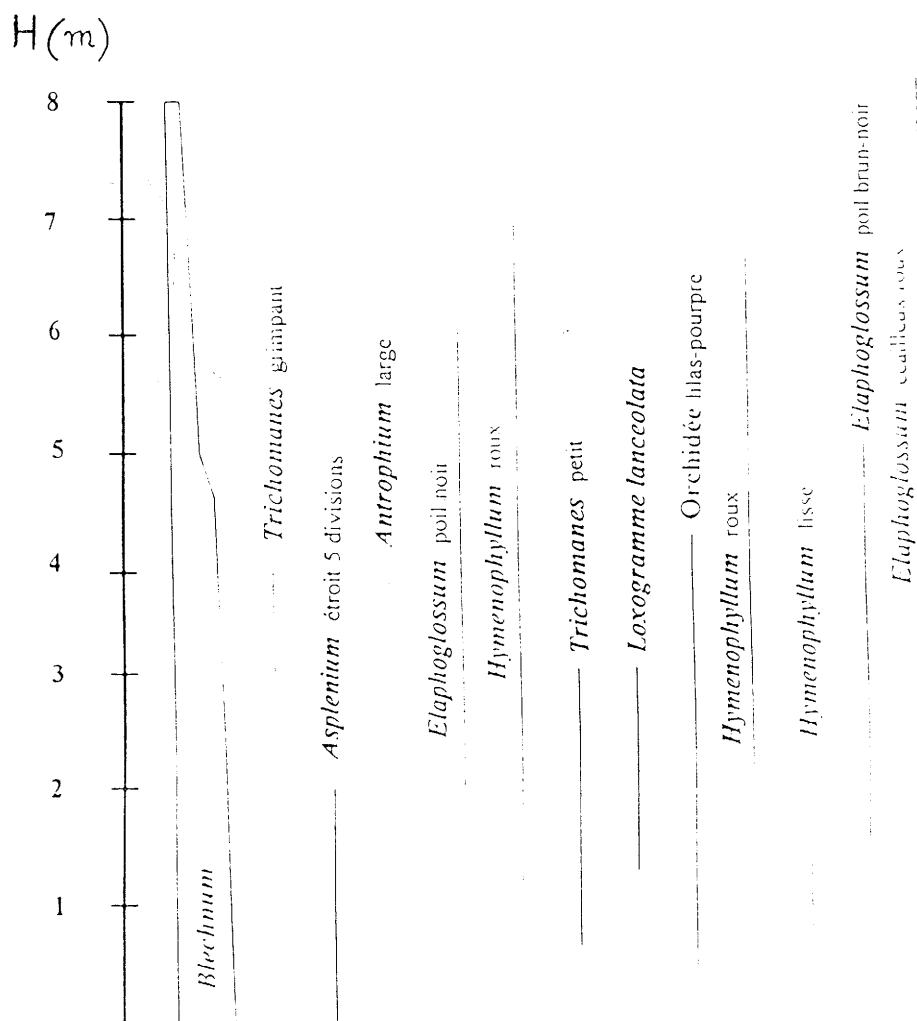 H (m)
8
7
6
5
4
3
2
1
Blechnum
Trichomanes grimpant
Asplenium étroit 5 divisions
Antrophium large
Elaphoglossum poil noir
Hymenophyllum roux
Trichomanes petit
Loxogramme lanceolata
Orchidée lilas-pourpre
Hymenophyllum roux
Hymenophyllum lisse
Elaphoglossum poil brun-noir
Elaphoglossum écailleux roux